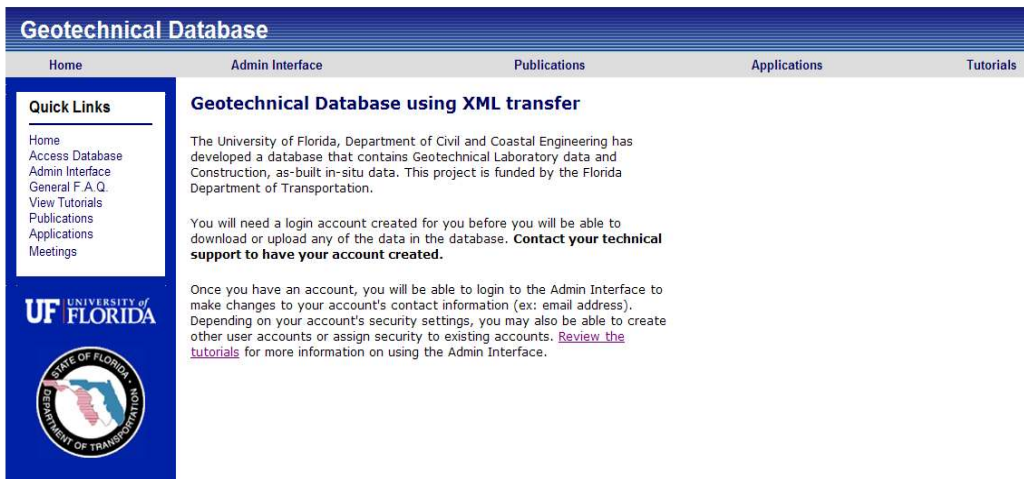 Geotechnical Database
Home Admin Interface Publications Applications Tutorials
Quick Links
Home
Access Database
Admin Interface
General F.A.Q.
View Tutorials
Publications
Applications
Meetings
UF UNIVERSITY of
FLORIDA
STATE OF FLORIDA
DEPARTMENT OF TRANSPORTATION
Geotechnical Database using XML transfer
The University of Florida, Department of Civil and Coastal Engineering has
developed a database that contains Geotechnical Laboratory data and
Construction, as-built in-situ data. This project is funded by the Florida
Department of Transportation.
You will need a login account created for you before you will be able to
download or upload any of the data in the database. Contact your technical
support to have your account created.
Once you have an account, you will be able to login to the Admin Interface to
make changes to your account's contact information (ex: email address).
Depending on your account's security settings, you may also be able to create
other user accounts or assign security to existing accounts. Review the
tutorials for more information on using the Admin Interface.